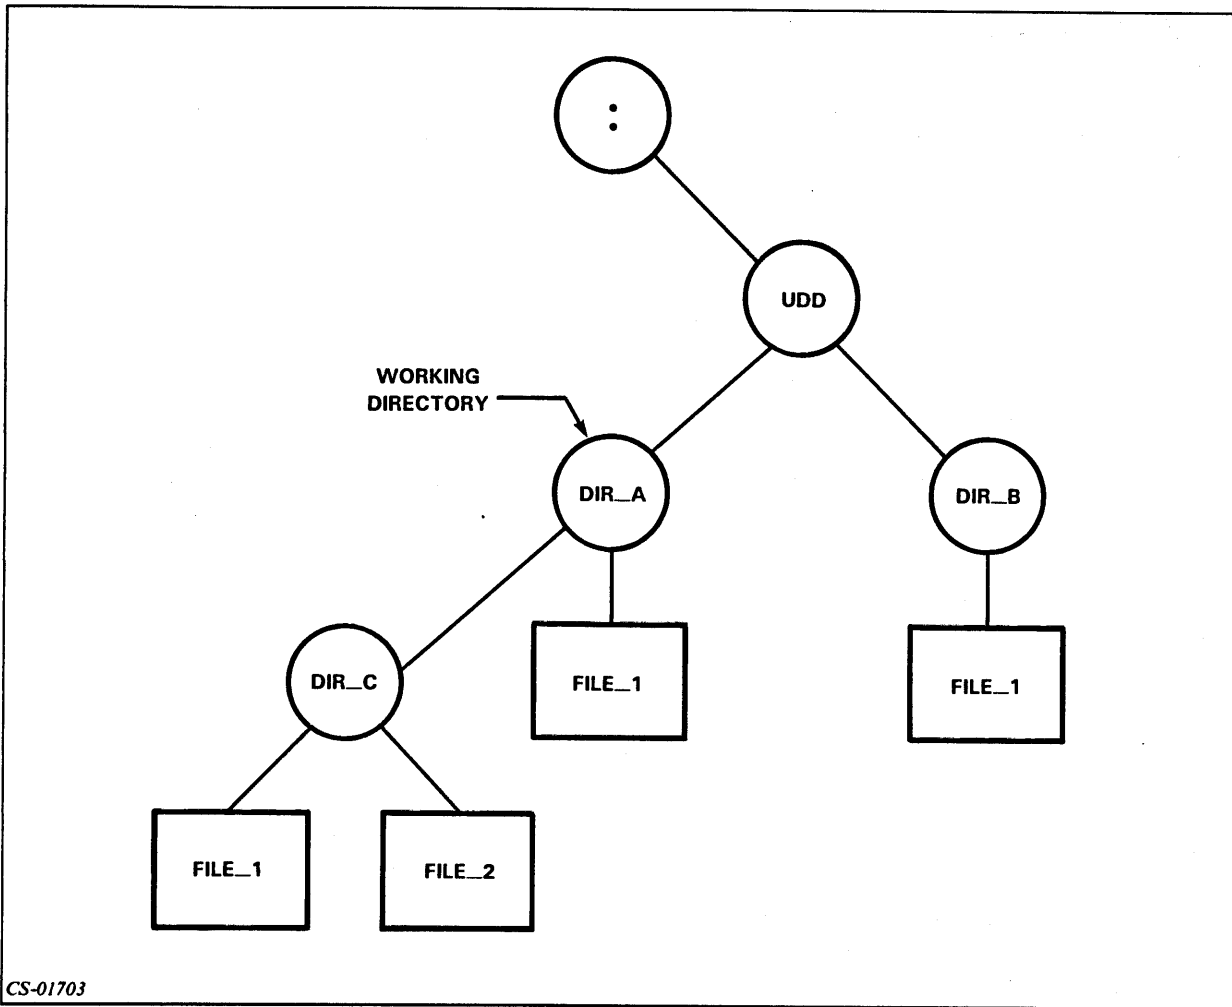 :
UDD
WORKING
DIRECTORY
DIR_A
DIR_B
DIR_C
FILE_1
FILE_1
FILE_1
FILE_2
CS-01703